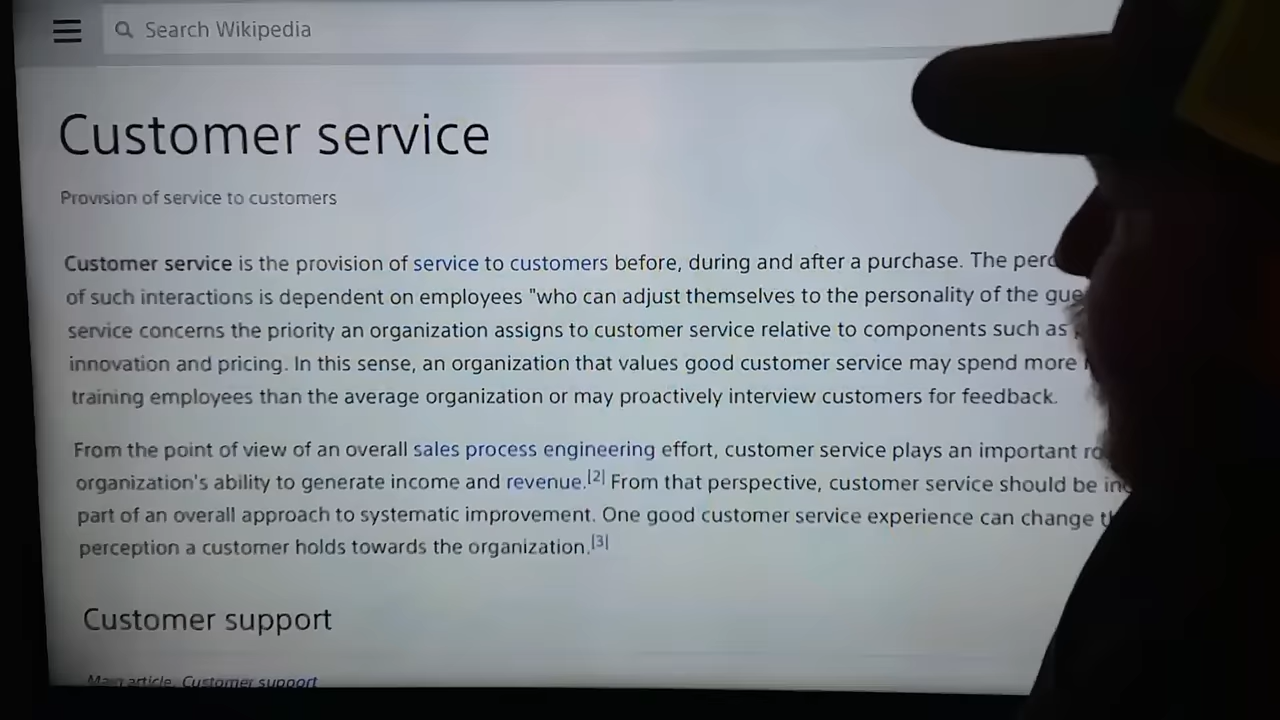 Search Wikipedia
Customer service
Provision of service to customers
Customer service is the provision of service to customers before, during and after a purchase. The
of such interactions is dependent on employees "who can adjust themselves to the personality of the
service concerns the priority an organization assigns to customer service relative to components such as
innovation and pricing. In this sense, an organization that values good customer service may spend more
training employees than the average organization or may proactively interview customers for feedback.
From the point of view of an overall sales process engineering effort, customer service plays an important
organization's ability to generate income and revenue.[2] From that perspective, customer service should be
part of an overall approach to systematic improvement. One good customer service experience can change
perception a customer holds towards the organization.[3]
Customer support
Main article: Customer support